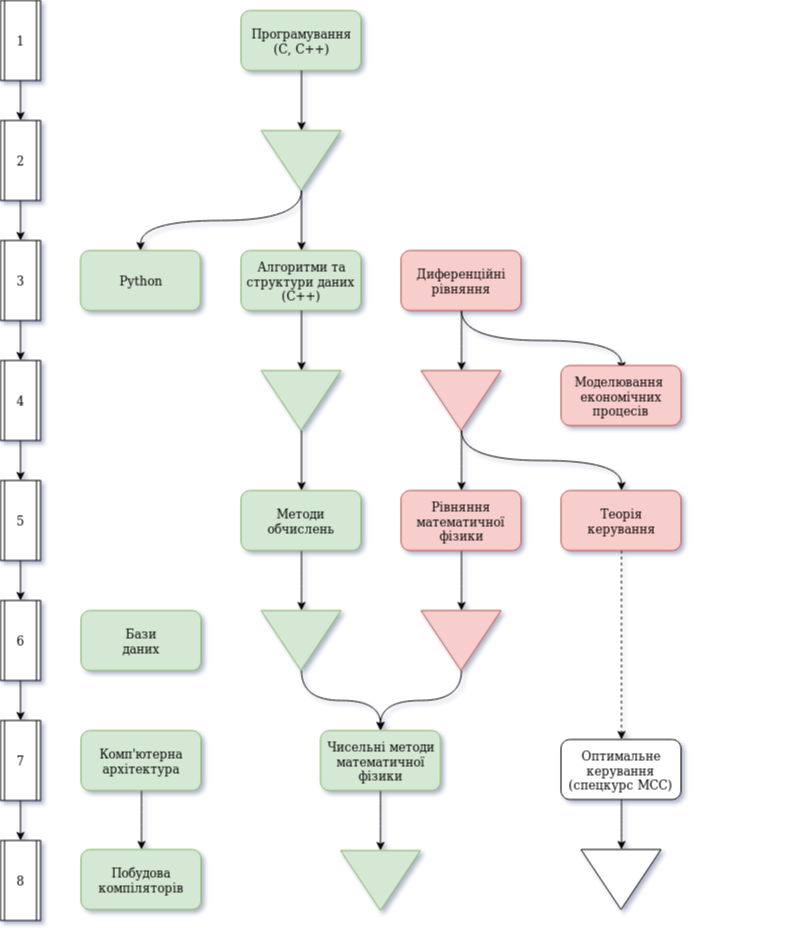 1
Програмування
(C, C++)
2
3
Python
Алгоритми та
структури даних
(C++)
Диференційні
рівняння
4
Моделювання
економічних
процесів
5
Методи
обчислень
Рівняння
математичної
фізики
Теорія
керування
6
Бази
даних
7
Комп'ютерна
архітектура
Чисельні методи
математичної
фізики
Оптимальне
керування
(спецкурс МСС)
8
Побудова
компіляторів